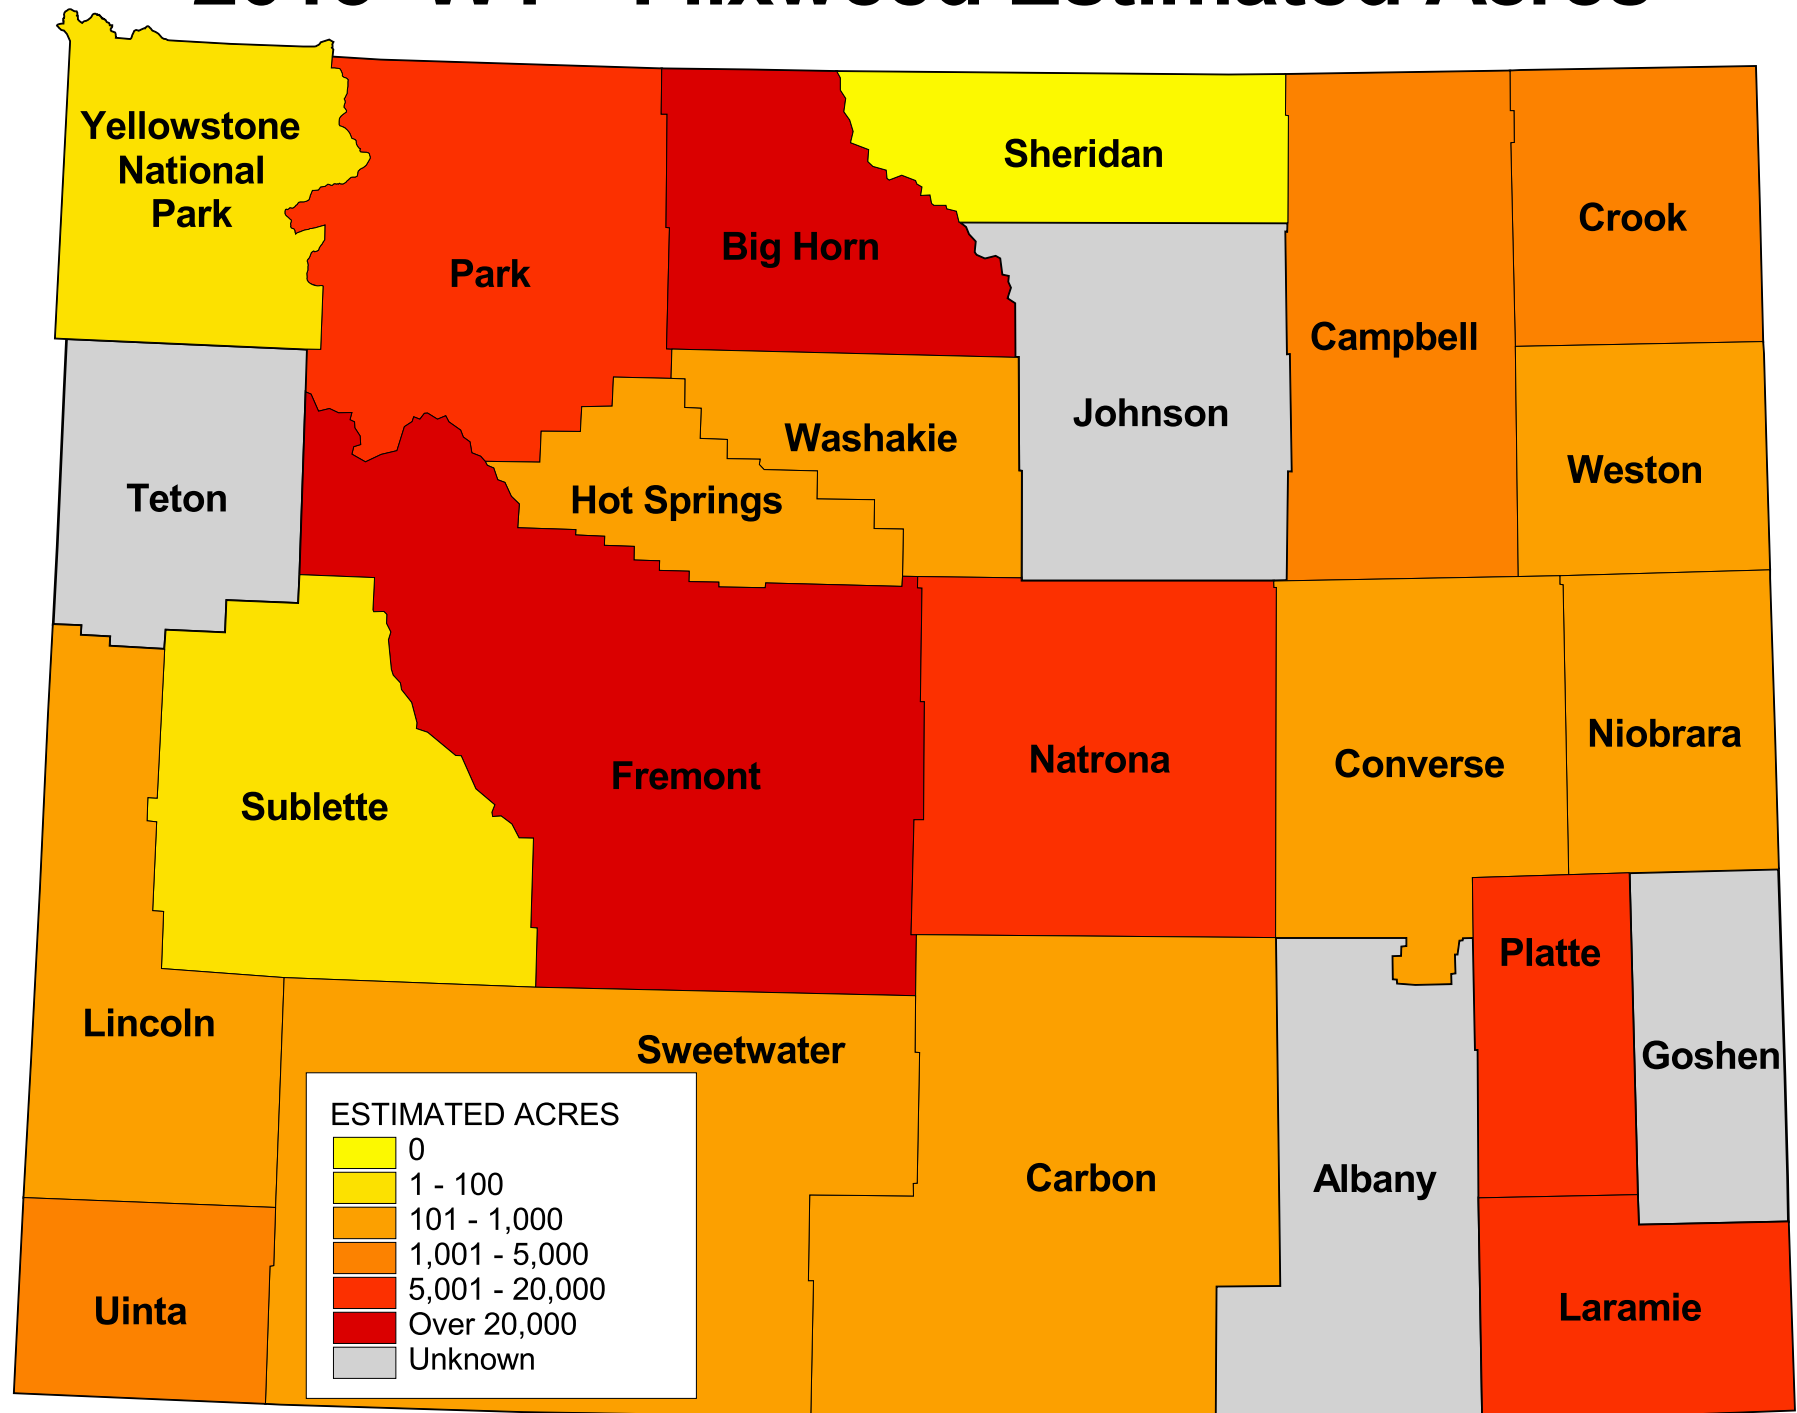 Estimated Acres
Yellowstone
National
Park
Sheridan
Crook
Big Horn
Park
Campbell
Johnson
Washakie
Weston
Teton
Hot Springs
Niobrara
Natrona
Converse
Fremont
Sublette
Platte
Lincoln
Sweetwater
Goshen
Carbon
Albany
Uinta
Laramie
ESTIMATED ACRES
0
1 - 100
101 - 1,000
1,001 - 5,000
5,001 - 20,000
Over 20,000
Unknown